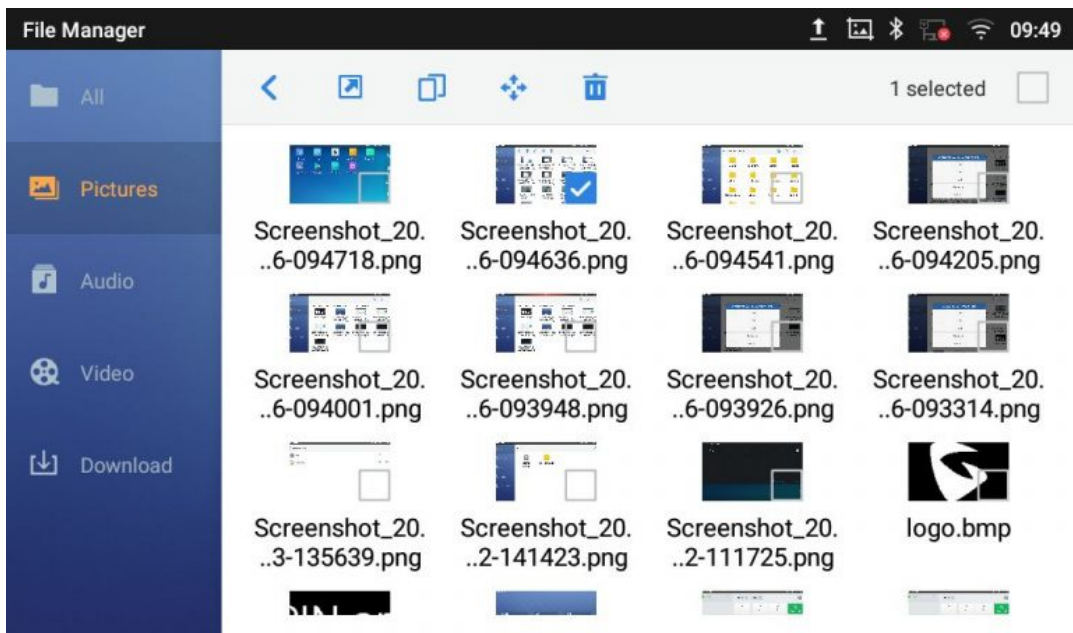 File Manager
09:49
All
1 selected
Pictures
Screenshot_20.
..6-094718.png
Screenshot_20.
..6-094636.png
Screenshot_20.
..6-094541.png
Screenshot_20.
..6-094205.png
Audio
Screenshot_20.
..6-094001.png
Screenshot_20.
..6-093948.png
Screenshot_20.
..6-093926.png
Screenshot_20.
..6-093314.png
Video
Download
Screenshot_20.
..3-135639.png
Screenshot_20.
..2-141423.png
Screenshot_20.
..2-111725.png
logo.bmp